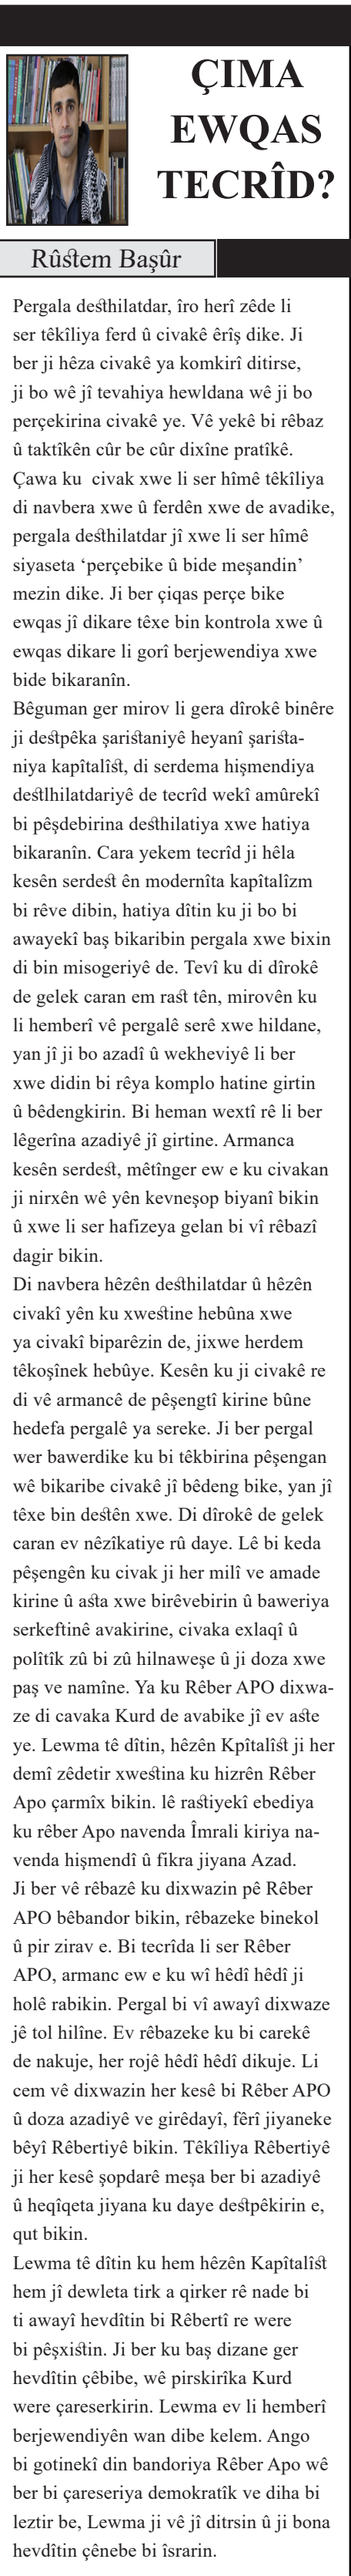 ÇIMA
EWQAS
TECRÎD?
Rûstem Başûr
Pergala desthilatdar, îro herî zêde li
ser têkîliya ferd û civakê êrîş dike. Ji
ber ji hêza civakê ya komkirî ditirse,
ji bo wê jî tevahiya hewldana wê ji bo
perçekirina civakê ye. Vê yekê bi rêbaz
û taktîkên cûr be cûr dixîne pratîkê.
Çawa ku civak xwe li ser hîmê têkîliya
di navbera xwe û ferdên xwe de avadike,
pergala desthilatdar jî xwe li ser hîmê
siyaseta ‘perçebike û bide meşandin’
mezin dike. Ji ber çiqas perçe bike
ewqas jî dikare têxe bin kontrola xwe û
ewqas dikare li gorî berjewendiya xwe
bide bikaranîn.
Bêguman ger mirov li gera dîrokê binêre
ji destpêka şaristaniyê heyanî şarista-
niya kapîtalîst, di serdema hişmendiya
destlhilatdariyê de tecrîd wekî amûrekî
bi pêşdebirina desthilatiya xwe hatiya
bikaranîn. Cara yekem tecrîd ji hêla
kesên serdest ên modernîta kapîtalîzm
bi rêve dibin, hatiya dîtin ku ji bo bi
awayekî baş bikaribin pergala xwe bixin
di bin misogeriyê de. Tevî ku di dîrokê
de gelek caran em rast tên, mirovên ku
li hemberî vê pergalê serê xwe hildane,
yan jî ji bo azadî û wekheviyê li ber
xwe didin bi rêya komplo hatine girtin
û bêdengkirin. Bi heman wextî rê li ber
lêgerîna azadiyê jî girtine. Armanca
kesên serdest, mêtînger ew e ku civakan
ji nirxên wê yên kevneşop biyanî bikin
û xwe li ser hafizeya gelan bi vî rêbazî
dagir bikin.
Di navbera hêzên desthilatdar û hêzên
civakî yên ku xwestine hebûna xwe
ya civakî biparêzin de, jixwe herdem
têkoşînek hebûye. Kesên ku ji civakê re
di vê armancê de pêşengtî kirine bûne
hedefa pergalê ya sereke. Ji ber pergal
wer bawerdike ku bi têkbirina pêşengan
wê bikaribe civakê jî bêdeng bike, yan jî
têxe bin destên xwe. Di dîrokê de gelek
caran ev nêzîkatiye rû daye. Lê bi keda
pêşengên ku civak ji her milî ve amade
kirine û asta xwe birêvebirin û baweriya
serkeftinê avakirine, civaka exlaqî û
polîtîk zû bi zû hilnaweşe û ji doza xwe
paş ve namîne. Ya ku Rêber APO dixwa-
ze di cavaka Kurd de avabike jî ev aste
ye. Lewma tê dîtin, hêzên Kpîtalîst ji her
demî zêdetir xwestina ku hizrên Rêber
Apo çarmîx bikin. lê rastiyekî ebediya
ku rêber Apo navenda Îmrali kiriya na-
venda hişmendî û fikra jiyana Azad.
Ji ber vê rêbazê ku dixwazin pê Rêber
APO bêbandor bikin, rêbazeke binekol
û pir zirav e. Bi tecrîda li ser Rêber
APO, armanc ew e ku wî hêdî hêdî ji
holê rabikin. Pergal bi vî awayî dixwaze
jê tol hilîne. Ev rêbazeke ku bi carekê
de nakuje, her rojê hêdî hêdî dikuje. Li
cem vê dixwazin her kesê bi Rêber APO
û doza azadiyê ve girêdayî, fêrî jiyaneke
bêyî Rêbertiyê bikin. Têkîliya Rêbertiyê
ji her kesê şopdarê meşa ber bi azadiyê
û heqîqeta jiyana ku daye destpêkirin e,
qut bikin.
Lewma tê dîtin ku hem hêzên Kapîtalîst
hem jî dewleta tirk a qirker rê nade bi
ti awayî hevdîtin bi Rêbertî re were
bi pêşxistin. Ji ber ku baş dizane ger
hevdîtin çêbibe, wê pirskirîka Kurd
were çareserkirin. Lewma ev li hemberî
berjewendiyên wan dibe kelem. Ango
bi gotinekî din bandoriya Rêber Apo wê
ber bi çareseriya demokratîk ve diha bi
leztir be, Lewma ji vê jî ditrsin û ji bona
hevdîtin çênebe bi îsrarin.